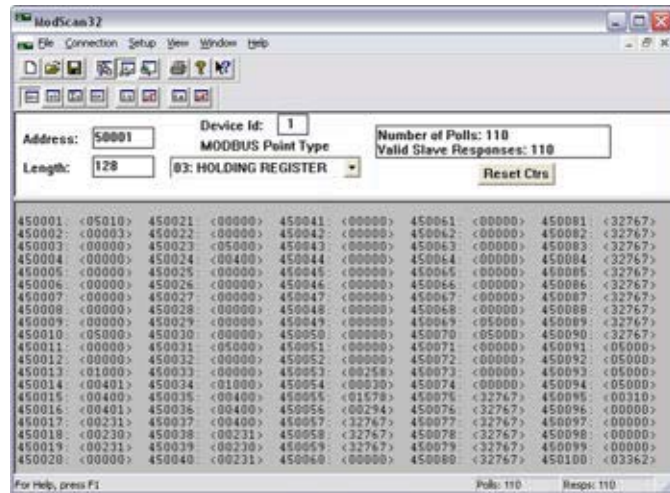 ModScan32
File Connection Setup View Window Help
Address: 50001
Device Id: 1
MODBUS Point Type
Number of Polls: 110
Valid Slave Responses: 110
Length: 128
03: HOLDING REGISTER
Reset Ctrs
450001: <05010> 450021: <00000> 450041: <00000> 450061: <00000> 450081: <32767>
450002: <00003> 450022: <00000> 450042: <00000> 450062: <00000> 450082: <32767>
450003: <00000> 450023: <05000> 450043: <00000> 450063: <00000> 450083: <32767>
450004: <00000> 450024: <00400> 450044: <00000> 450064: <00000> 450084: <32767>
450005: <00000> 450025: <00000> 450045: <00000> 450065: <00000> 450085: <32767>
450006: <00000> 450026: <00000> 450046: <00000> 450066: <00000> 450086: <32767>
450007: <00000> 450027: <00000> 450047: <00000> 450067: <00000> 450087: <32767>
450008: <00000> 450028: <00000> 450048: <00000> 450068: <00000> 450088: <32767>
450009: <00000> 450029: <00000> 450049: <00000> 450069: <05000> 450089: <32767>
450010: <05000> 450030: <00000> 450050: <00000> 450070: <05000> 450090: <32767>
450011: <00000> 450031: <05000> 450051: <00000> 450071: <00000> 450091: <05000>
450012: <00000> 450032: <00000> 450052: <00000> 450072: <00000> 450092: <05000>
450013: <01000> 450033: <00000> 450053: <00258> 450073: <00000> 450093: <05000>
450014: <00401> 450034: <01000> 450054: <00030> 450074: <00000> 450094: <05000>
450015: <00400> 450035: <00400> 450055: <01578> 450075: <32767> 450095: <00310>
450016: <00401> 450036: <00400> 450056: <00294> 450076: <32767> 450096: <00000>
450017: <00231> 450037: <00400> 450057: <32767> 450077: <32767> 450097: <00000>
450018: <00230> 450038: <00231> 450058: <32767> 450078: <32767> 450098: <00000>
450019: <00231> 450039: <00230> 450059: <32767> 450079: <32767> 450099: <00000>
450020: <00000> 450040: <00231> 450060: <00000> 450080: <32767> 450100: <03362>
For Help, press F1
Polls: 110
Resps: 110